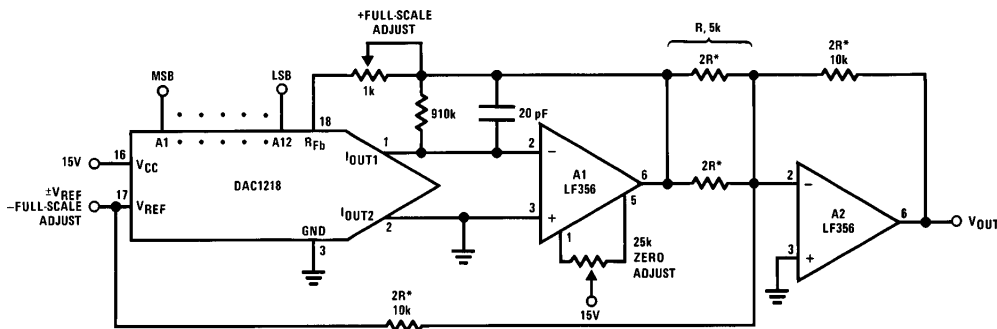 +FULL-SCALE
ADJUST
R, 5k
MSB
LSB
1k
2R*
2R*
10k
910k
20 pF
A1
A12
18
RFb
1
IOUT1
2
−
A1
LF356
6
5
15V
16
VCC
DAC1218
2R*
2
−
A2
LF356
6
VOUT
±VREF
−FULL-SCALE
ADJUST
17
VREF
IOUT2
2
3
+
1
25k
ZERO
ADJUST
3
+
GND
3
15V
2R*
10k